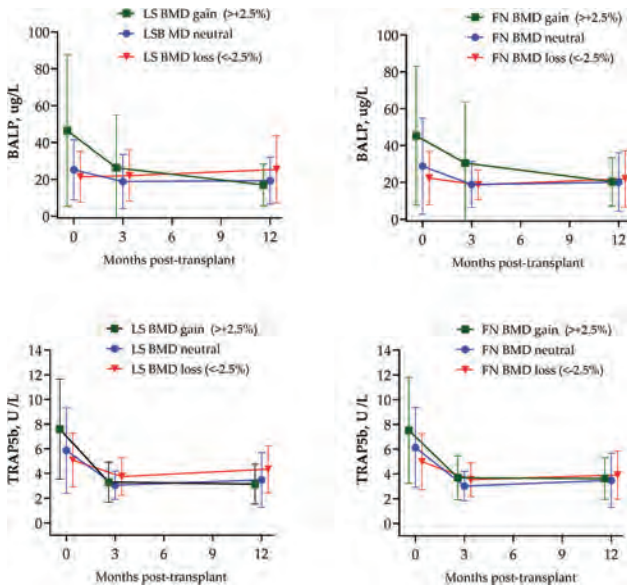 LS BMD gain (>+2.5%)
LSB MD neutral
LS BMD loss (<-2.5%)
BALP, ug/L
100
80
60
40
20
0
0 3 6 9 12
Months post-transplant
FN BMD gain (>+2.5%)
FN BMD neutral
FN BMD loss (<-2.5%)
BALP, ug/L
100
80
60
40
20
0
0 3 6 9 12
Months post-transplant
LS BMD gain (>+2.5%)
LS BMD neutral
LS BMD loss (<-2.5%)
TRAP5b, U /L
14
12
10
8
6
4
2
0
0 3 6 9 12
Months post-transplant
FN BMD gain (>+2.5%)
FN BMD neutral
FN BMD loss (<-2.5%)
TRAP5b, U /L
14
12
10
8
6
4
2
0
0 3 6 9 12
Months post-transplant